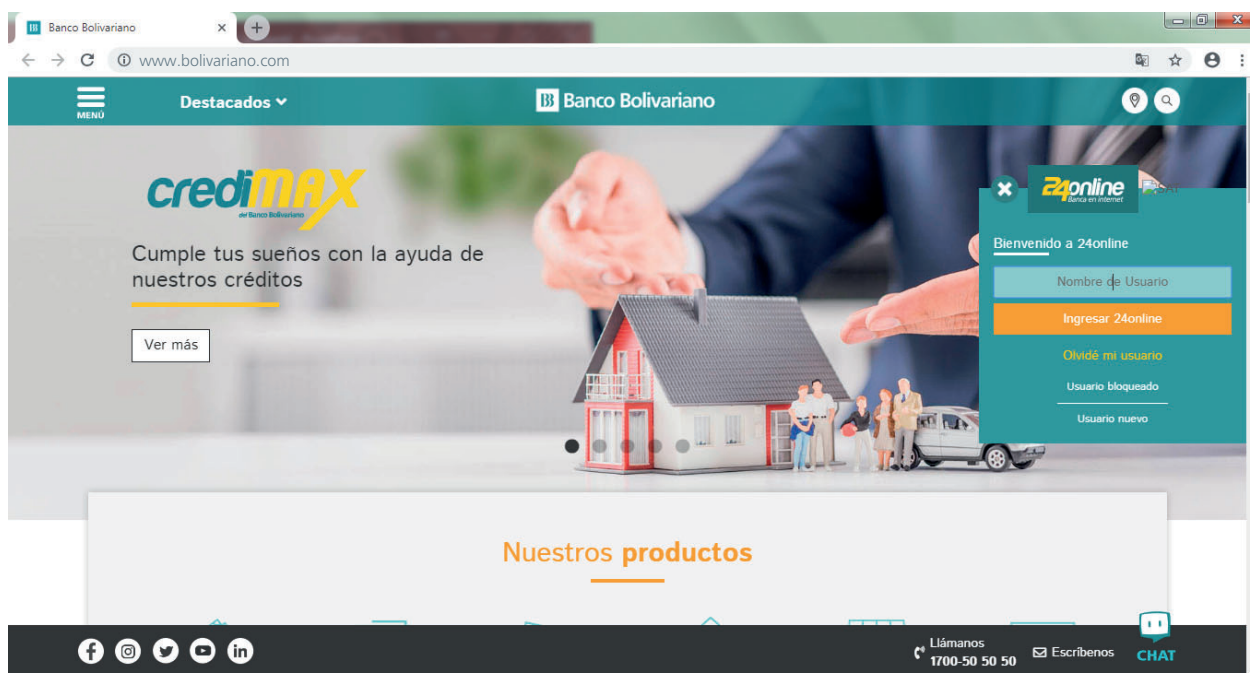 Banco Bolivariano
www.bolivariano.com
MENÚ
Destacados
Banco Bolivariano
credimax
del Banco Bolivariano
Cumple tus sueños con la ayuda de
nuestros créditos
Ver más
24online
Banca en internet
Bienvenido a 24online
Nombre de Usuario
Ingresar 24online
Olvidé mi usuario
Usuario bloqueado
Usuario nuevo
Nuestros productos
Llámanos
1700-50 50 50
Escríbenos
CHAT